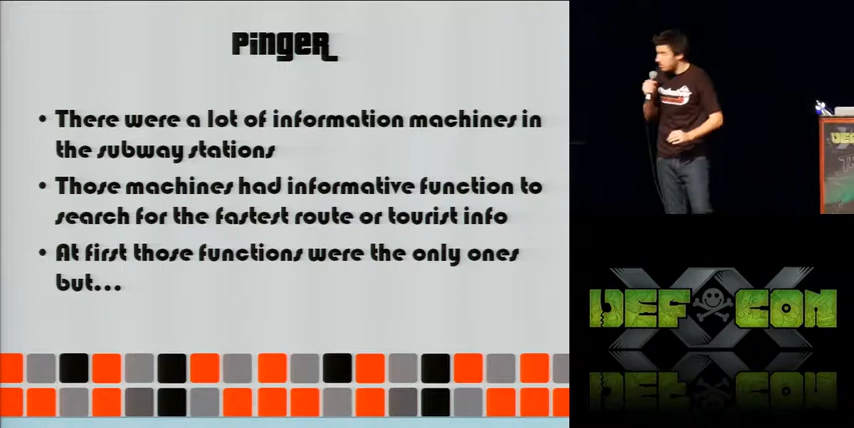 Pinger
• There were a lot of information machines in
the subway stations
• Those machines had informative function to
search for the fastest route or tourist info
• At first those functions were the only ones
but...
DEF CON
XX